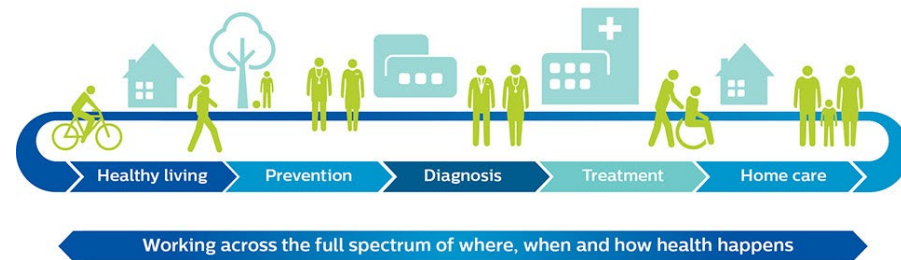 Healthy living
Prevention
Diagnosis
Treatment
Home care
Working across the full spectrum of where, when and how health happens